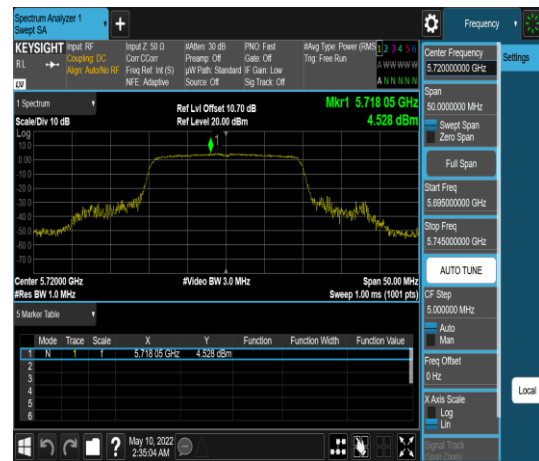 Spectrum Analyzer 1
Swept SA
+
Frequency
KEYSIGHT
RL
Input: RF
Coupling: DC
Align: Auto/No RF
Input Z: 50 Ω
Corr CCorr
Freq Ref: Int (S)
NFE: Adaptive
#Atten: 30 dB
Preamp: Off
µW Path: Standard
Source: Off
PNO: Fast
Gate: Off
IF Gain: Low
Sig Track: Off
#Avg Type: Power (RMS)
Trig: Free Run
1 2 3 4 5 6
A W W W W W
A N N N N N
1 Spectrum
Scale/Div 10 dB
Ref Lvl Offset 10.70 dB
Ref Level 20.00 dBm
Mkr1 5.718 05 GHz
4.528 dBm
Log
10.0
0.00
-10.0
-20.0
-30.0
-40.0
-50.0
-60.0
-70.0
1
Center 5.72000 GHz
#Res BW 1.0 MHz
#Video BW 3.0 MHz
Span 50.00 MHz
Sweep 1.00 ms (1001 pts)
5 Marker Table
Mode Trace Scale X Y Function Function Width Function Value
1 N 1 f 5.718 05 GHz 4.528 dBm
2
3
4
5
6
May 10, 2022
2:35:04 AM
Center Frequency
5.720000000 GHz
Settings
Span
50.0000000 MHz
Swept Span
Zero Span
Full Span
Start Freq
5.695000000 GHz
Stop Freq
5.745000000 GHz
AUTO TUNE
CF Step
5.000000 MHz
Auto
Man
Freq Offset
0 Hz
X Axis Scale
Log
Lin
Local
Signal Track
(Span Zoom)